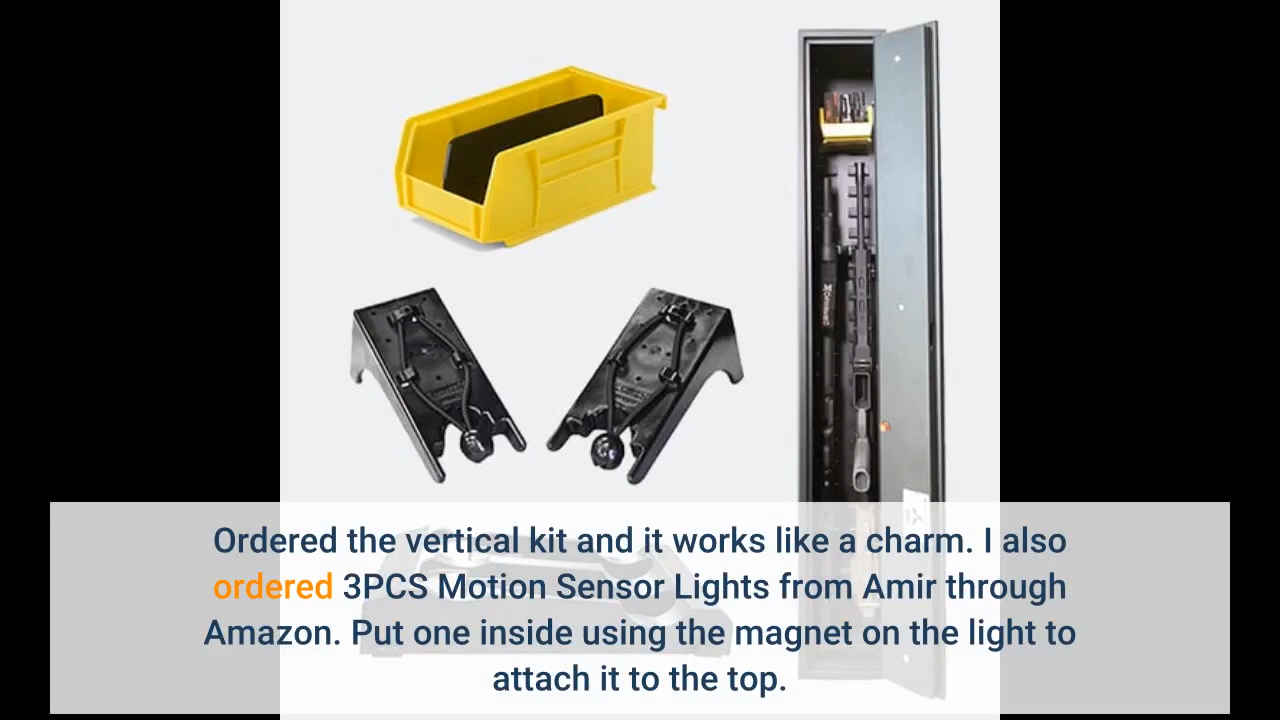 Ordered the vertical kit and it works like a charm. I also
ordered 3PCS Motion Sensor Lights from Amir through
Amazon. Put one inside using the magnet on the light to
attach it to the top.